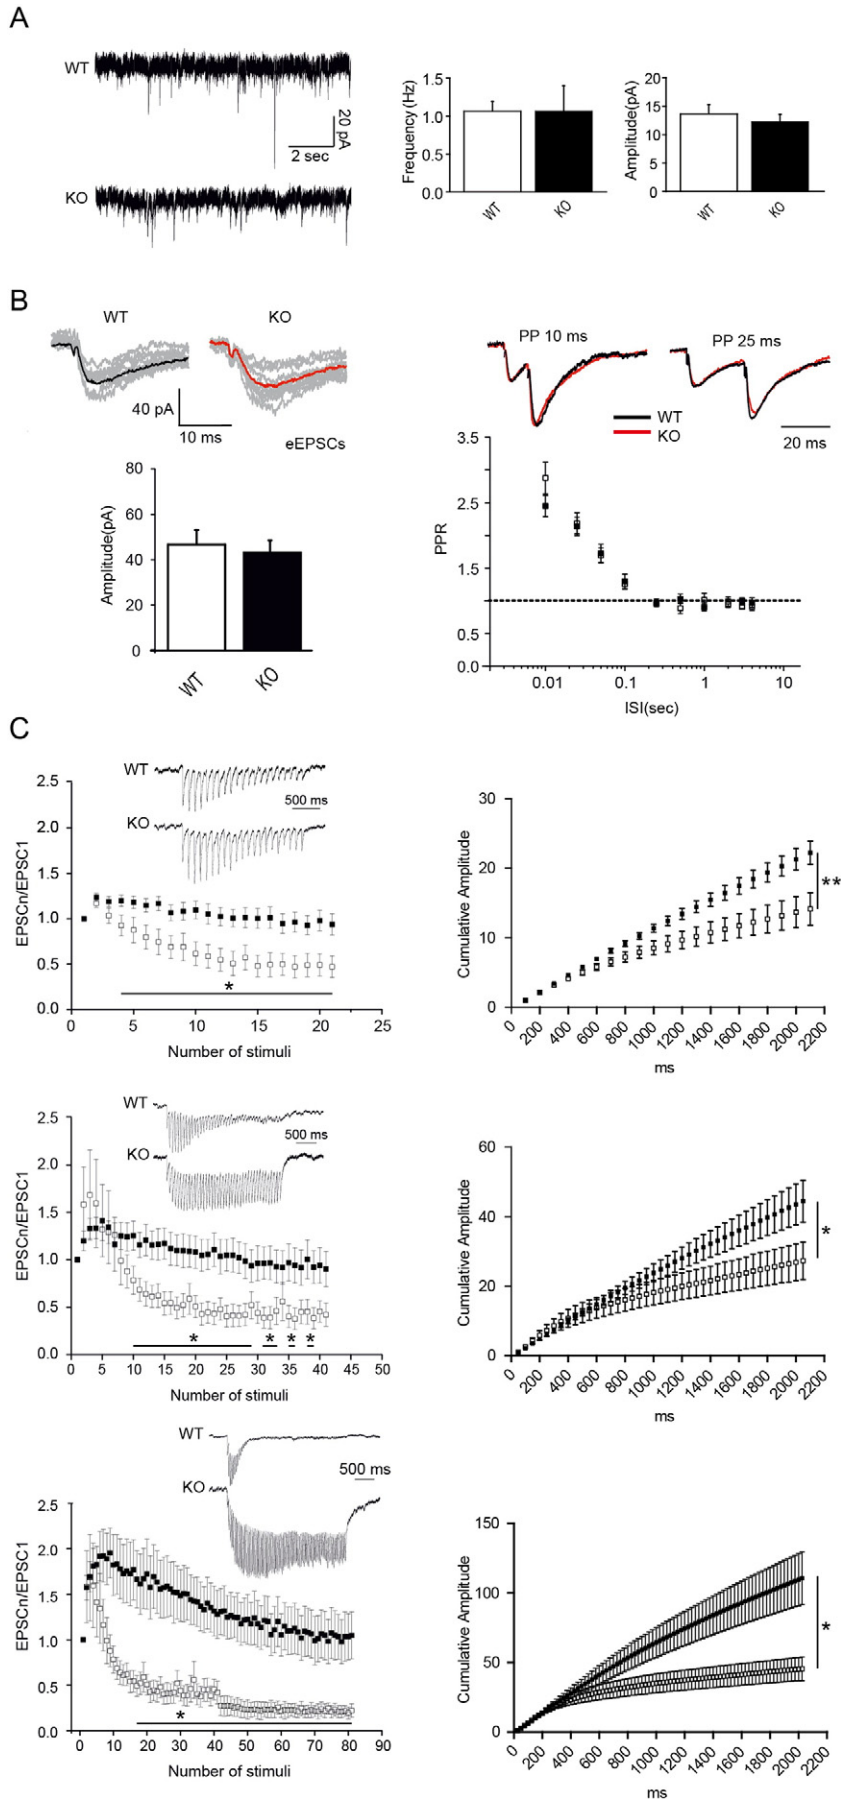 A
WT
20 pA
2 sec
KO
Frequency (Hz)
1.5
1.0
0.5
0.0
WT
KO
Amplitude(pA)
20
15
10
5
0
WT
KO
B
WT
KO
40 pA
10 ms
eEPSCs
Amplitude(pA)
80
60
40
20
0
WT
KO
PP 10 ms
PP 25 ms
WT
KO
20 ms
PPR
3.5
2.5
1.5
0.5
0.0
0.01
0.1
1
10
ISI(sec)
C
WT
500 ms
KO
EPSCn/EPSC1
2.5
2.0
1.5
1.0
0.5
0.0
*
0 5 10 15 20 25
Number of stimuli
Cumulative Amplitude
30
20
10
0
**
0 200 400 600 800 1000 1200 1400 1600 1800 2000 2200
ms
WT
500 ms
KO
EPSCn/EPSC1
2.5
2.0
1.5
1.0
0.5
0.0
* * * *
0 5 10 15 20 25 30 35 40 45 50
Number of stimuli
Cumulative Amplitude
60
40
20
0
*
0 200 400 600 800 1000 1200 1400 1600 1800 2000 2200
ms
WT
500 ms
KO
EPSCn/EPSC1
2.5
2.0
1.5
1.0
0.5
0.0
*
0 10 20 30 40 50 60 70 80 90
Number of stimuli
Cumulative Amplitude
150
100
50
0
*
0 200 400 600 800 1000 1200 1400 1600 1800 2000 2200
ms